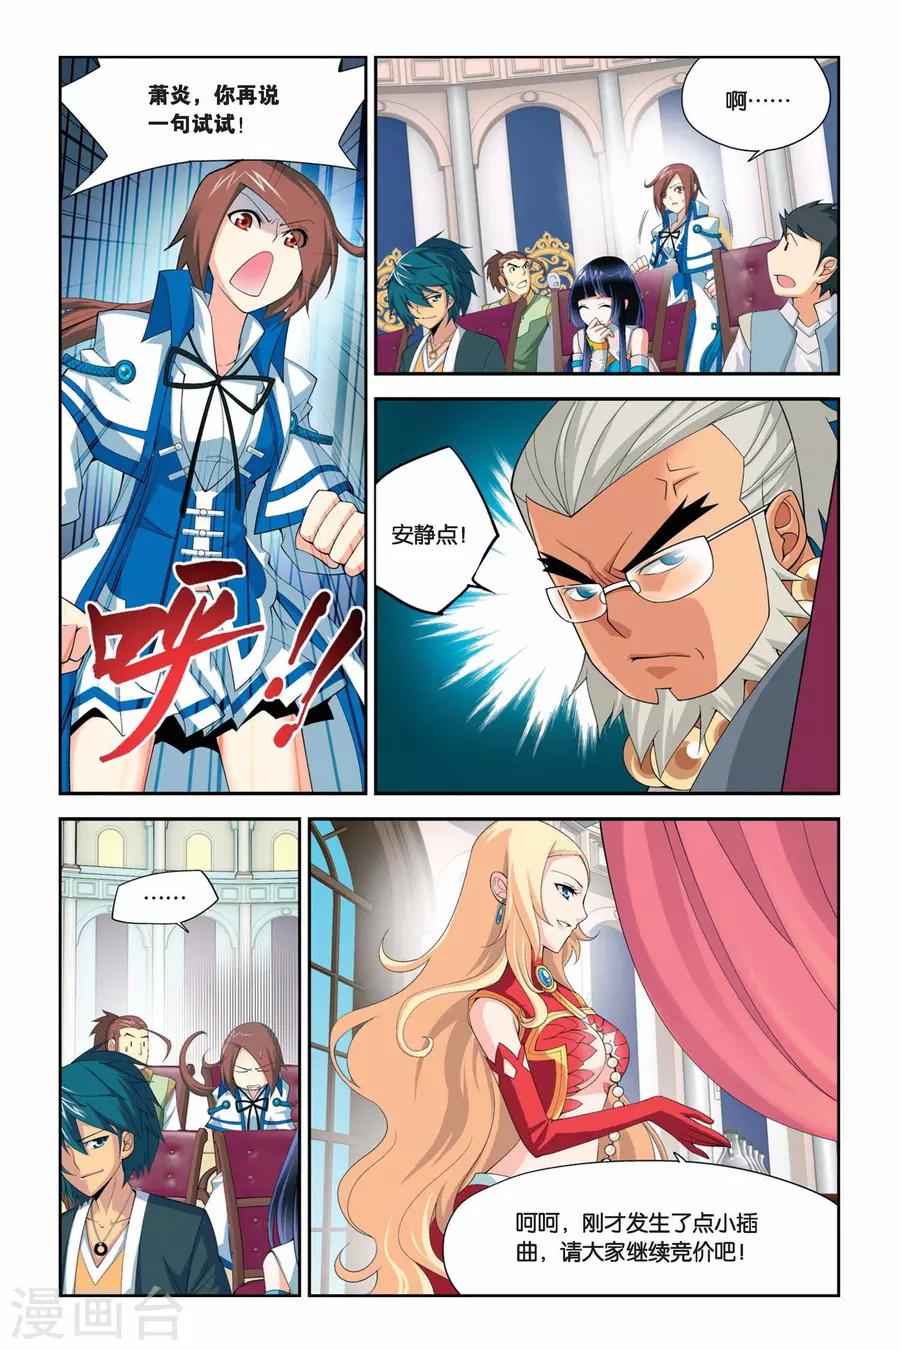 萧炎，你再说
一句试试！
呼！！
啊……
安静点！
……
呵呵，刚才发生了点小插
曲，请大家继续竞价吧！
漫画台